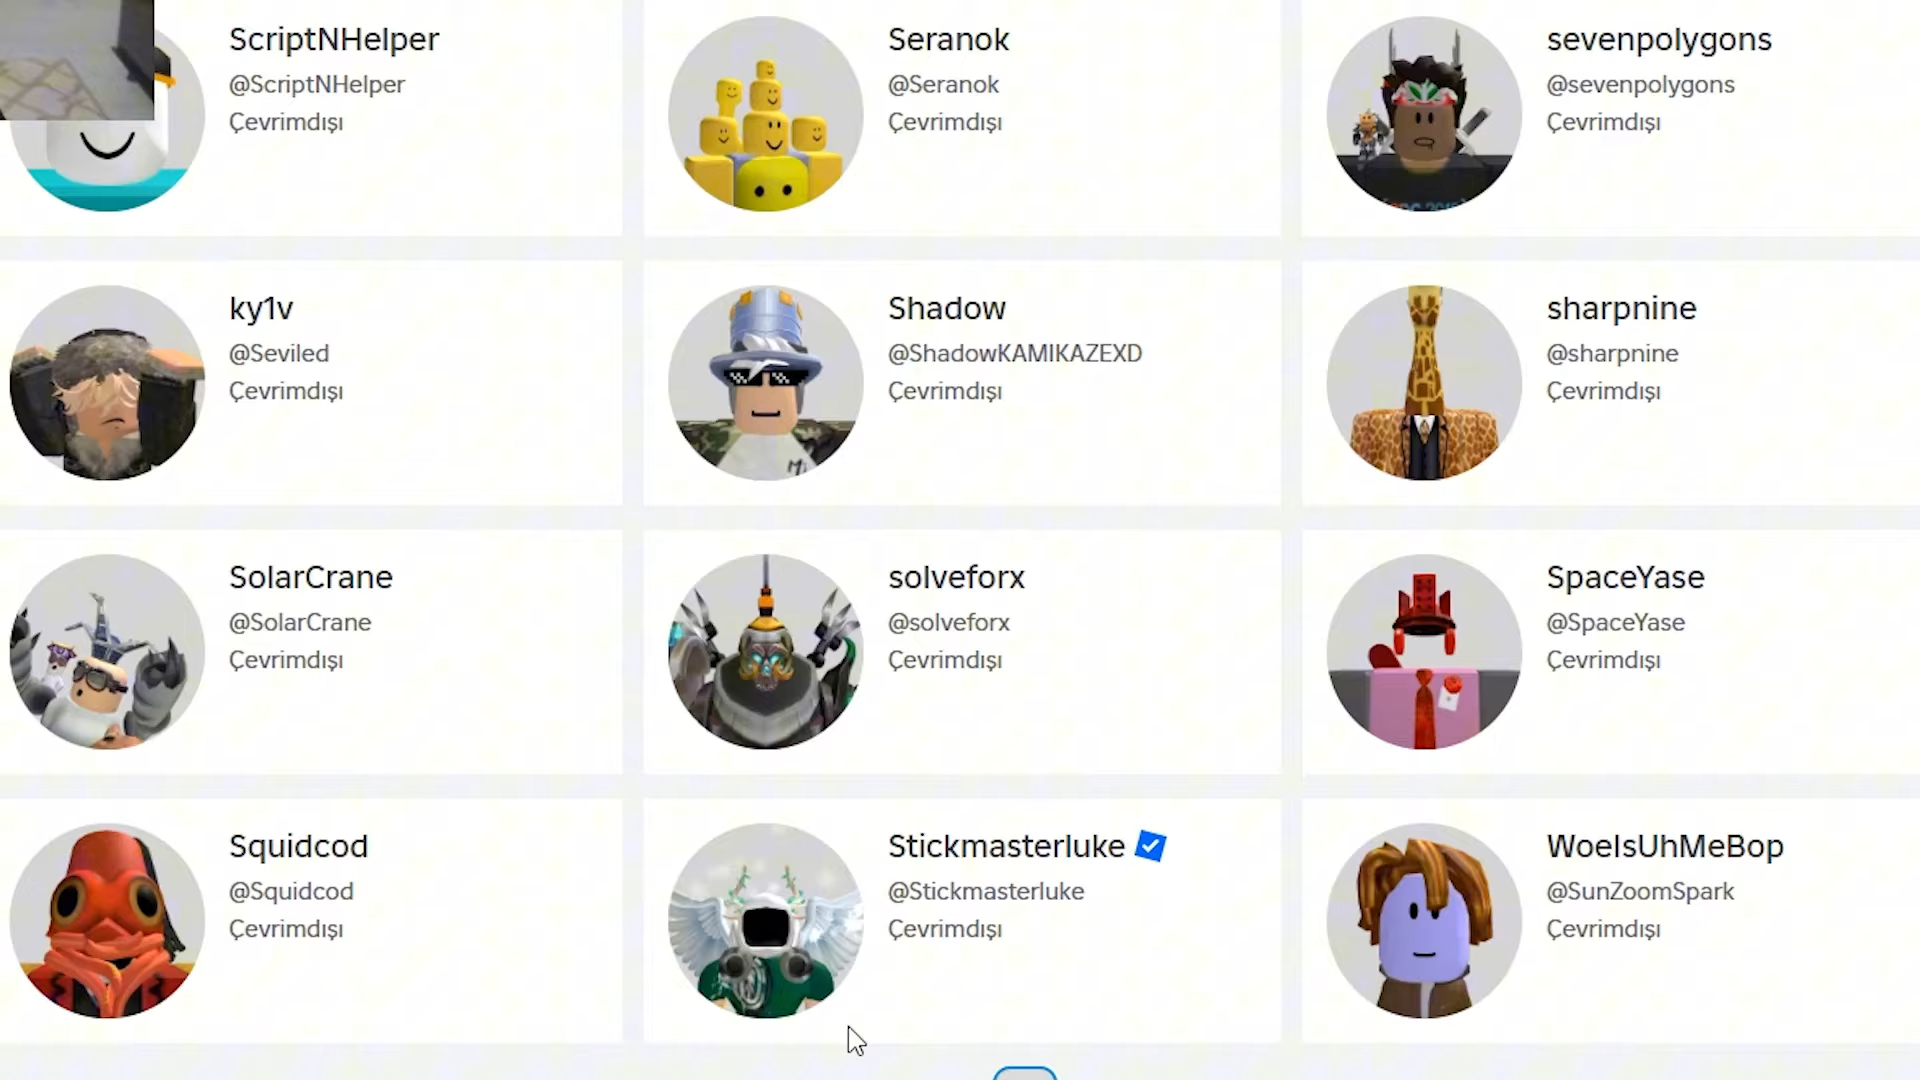 ScriptNHelper
@ScriptNHelper
Çevrimdışı
Seranok
@Seranok
Çevrimdışı
sevenpolygons
@sevenpolygons
Çevrimdışı
ky1v
@Seviled
Çevrimdışı
Shadow
@ShadowKAMIKAZEXD
Çevrimdışı
sharpnine
@sharpnine
Çevrimdışı
SolarCrane
@SolarCrane
Çevrimdışı
solveforx
@solveforx
Çevrimdışı
SpaceYase
@SpaceYase
Çevrimdışı
Squidcod
@Squidcod
Çevrimdışı
Stickmasterluke
@Stickmasterluke
Çevrimdışı
WoeIsUhMeBop
@SunZoomSpark
Çevrimdışı